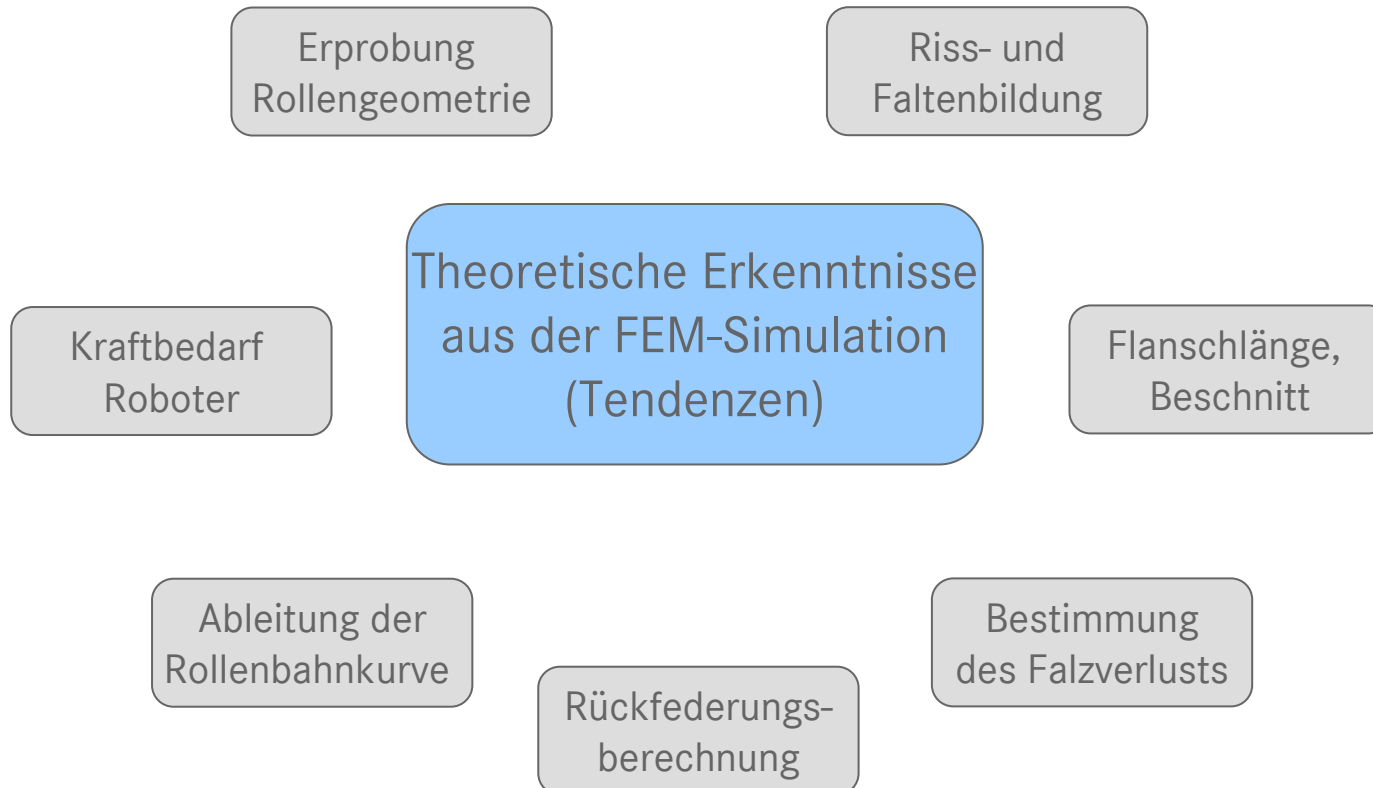 Erprobung
Rollengeometrie
Riss- und
Faltenbildung
Theoretische Erkenntnisse
aus der FEM-Simulation
(Tendenzen)
Kraftbedarf
Roboter
Flanschlänge,
Beschnitt
Ableitung der
Rollenbahnkurve
Bestimmung
des Falzverlusts
Rückfederungs-
berechnung